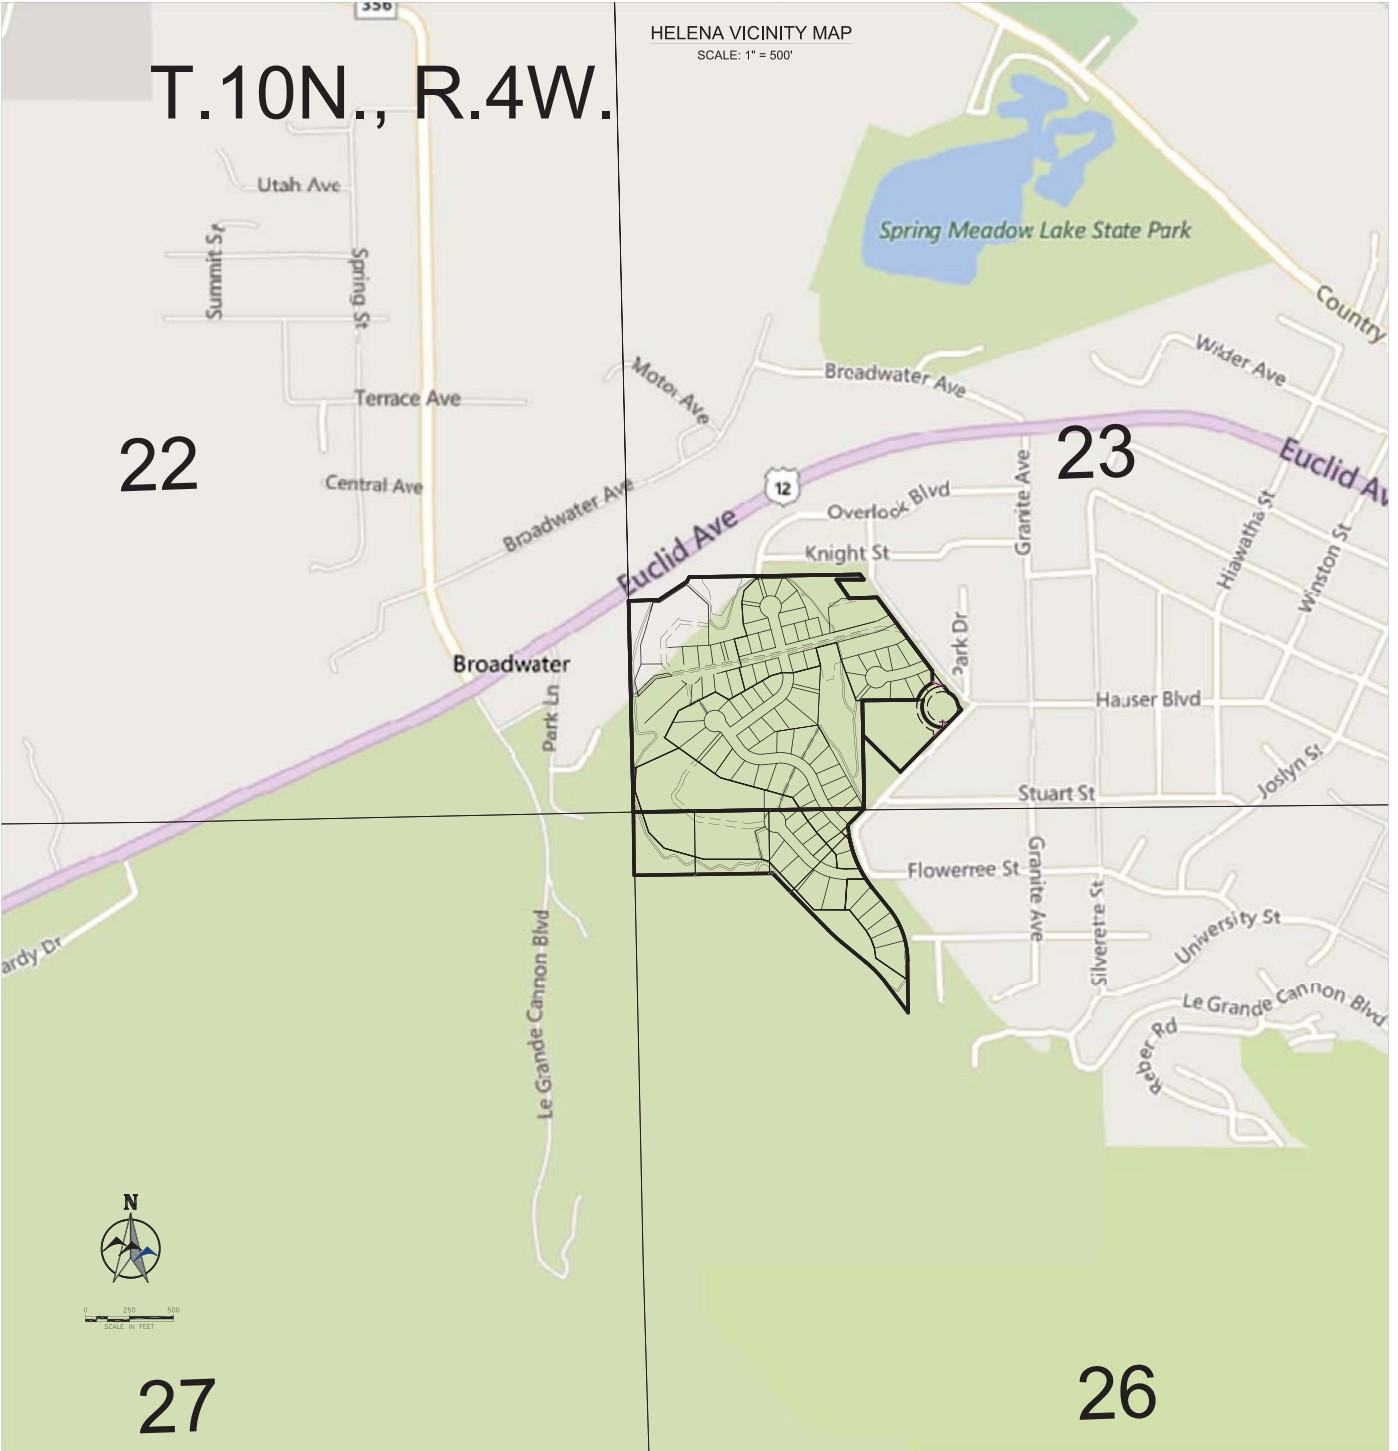 356
HELENA VICINITY MAP
SCALE: 1" = 500'
T.10N., R.4W.
Utah Ave
Summit St
Spring St
Spring Meadow Lake State Park
Country
Wilder Ave
Motor Ave
Broadwater Ave
Terrace Ave
22
23
Euclid Av
Central Ave
Broadwater Ave
12
Overlook Blvd
Granite Ave
Hiawatha St
Winston St
Euclid Ave
Knight St
Park Dr
Broadwater
Park Ln
Hauser Blvd
Joslyn St
Stuart St
Granite Ave
Flowerree St
Silverette St
University St
ardy Dr
Le Grande Cannon Blvd
Le Grande Cannon Blvd
Reber Rd
N
0 250 500
SCALE IN FEET
27
26